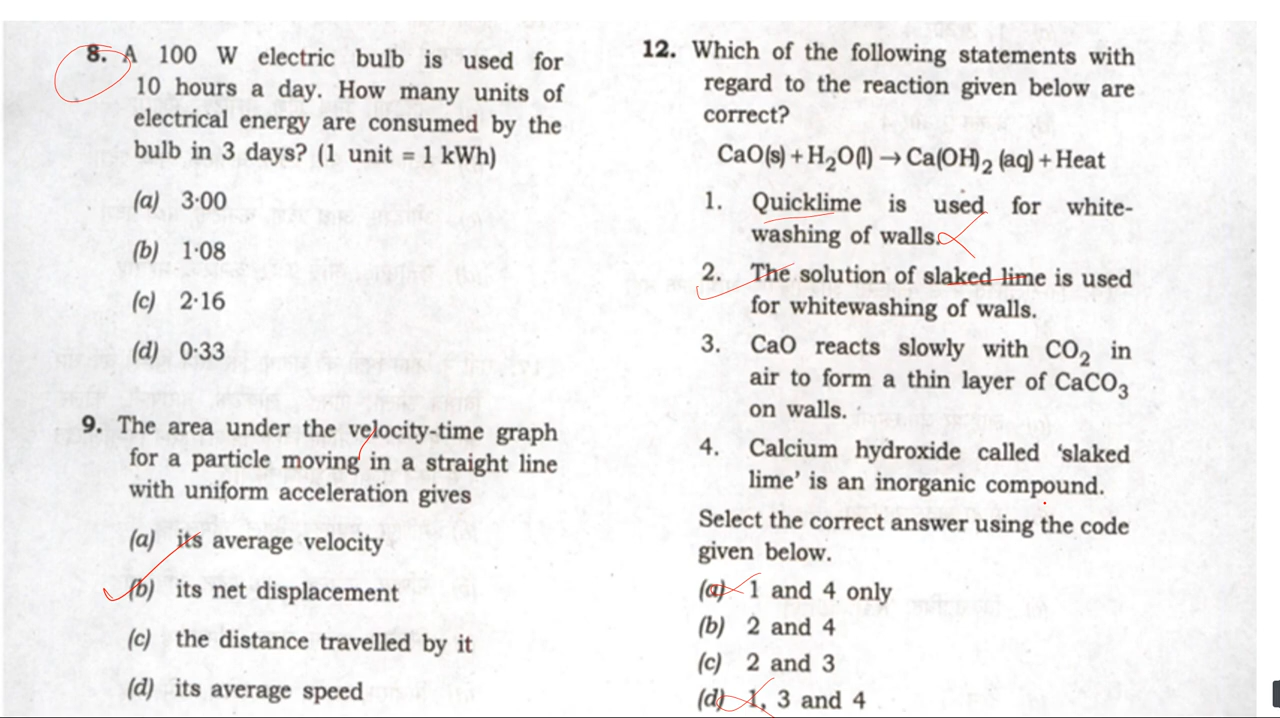 8. A 100 W electric bulb is used for
10 hours a day. How many units of
electrical energy are consumed by the
bulb in 3 days? (1 unit = 1 kWh)
(a) 3·00
(b) 1·08
(c) 2·16
(d) 0·33
9. The area under the velocity-time graph
for a particle moving in a straight line
with uniform acceleration gives
(a) its average velocity
(b) its net displacement
(c) the distance travelled by it
(d) its average speed
12. Which of the following statements with
regard to the reaction given below are
correct?
CaO(s) + H₂O(l) → Ca(OH)₂ (aq) + Heat
1. Quicklime is used for white-
washing of walls.
2. The solution of slaked lime is used
for whitewashing of walls.
3. CaO reacts slowly with CO₂ in
air to form a thin layer of CaCO₃
on walls.
4. Calcium hydroxide called ‘slaked
lime’ is an inorganic compound.
Select the correct answer using the code
given below.
(a) 1 and 4 only
(b) 2 and 4
(c) 2 and 3
(d) 1, 3 and 4